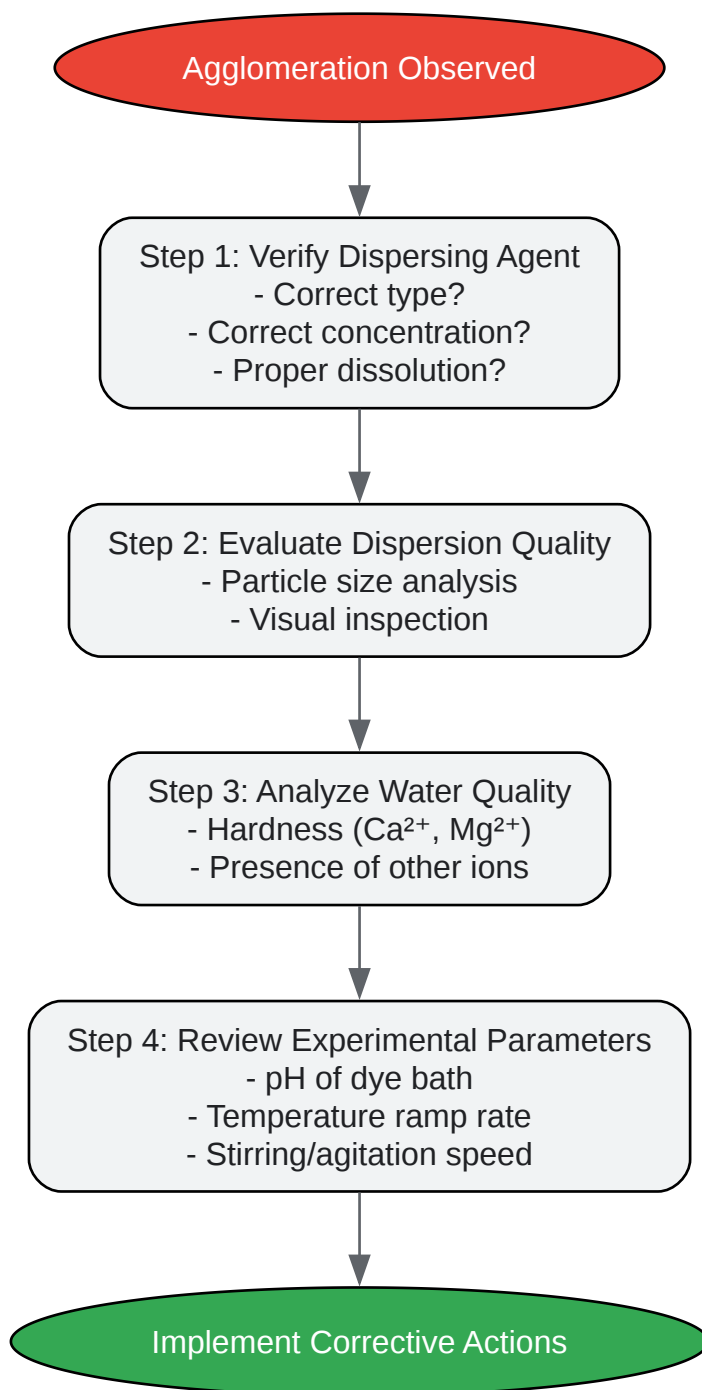 Agglomeration Observed
Step 1: Verify Dispersing Agent
- Correct type?
- Correct concentration?
- Proper dissolution?
Step 2: Evaluate Dispersion Quality
- Particle size analysis
- Visual inspection
Step 3: Analyze Water Quality
- Hardness (Ca²⁺, Mg²⁺)
- Presence of other ions
Step 4: Review Experimental Parameters
- pH of dye bath
- Temperature ramp rate
- Stirring/agitation speed
Implement Corrective Actions